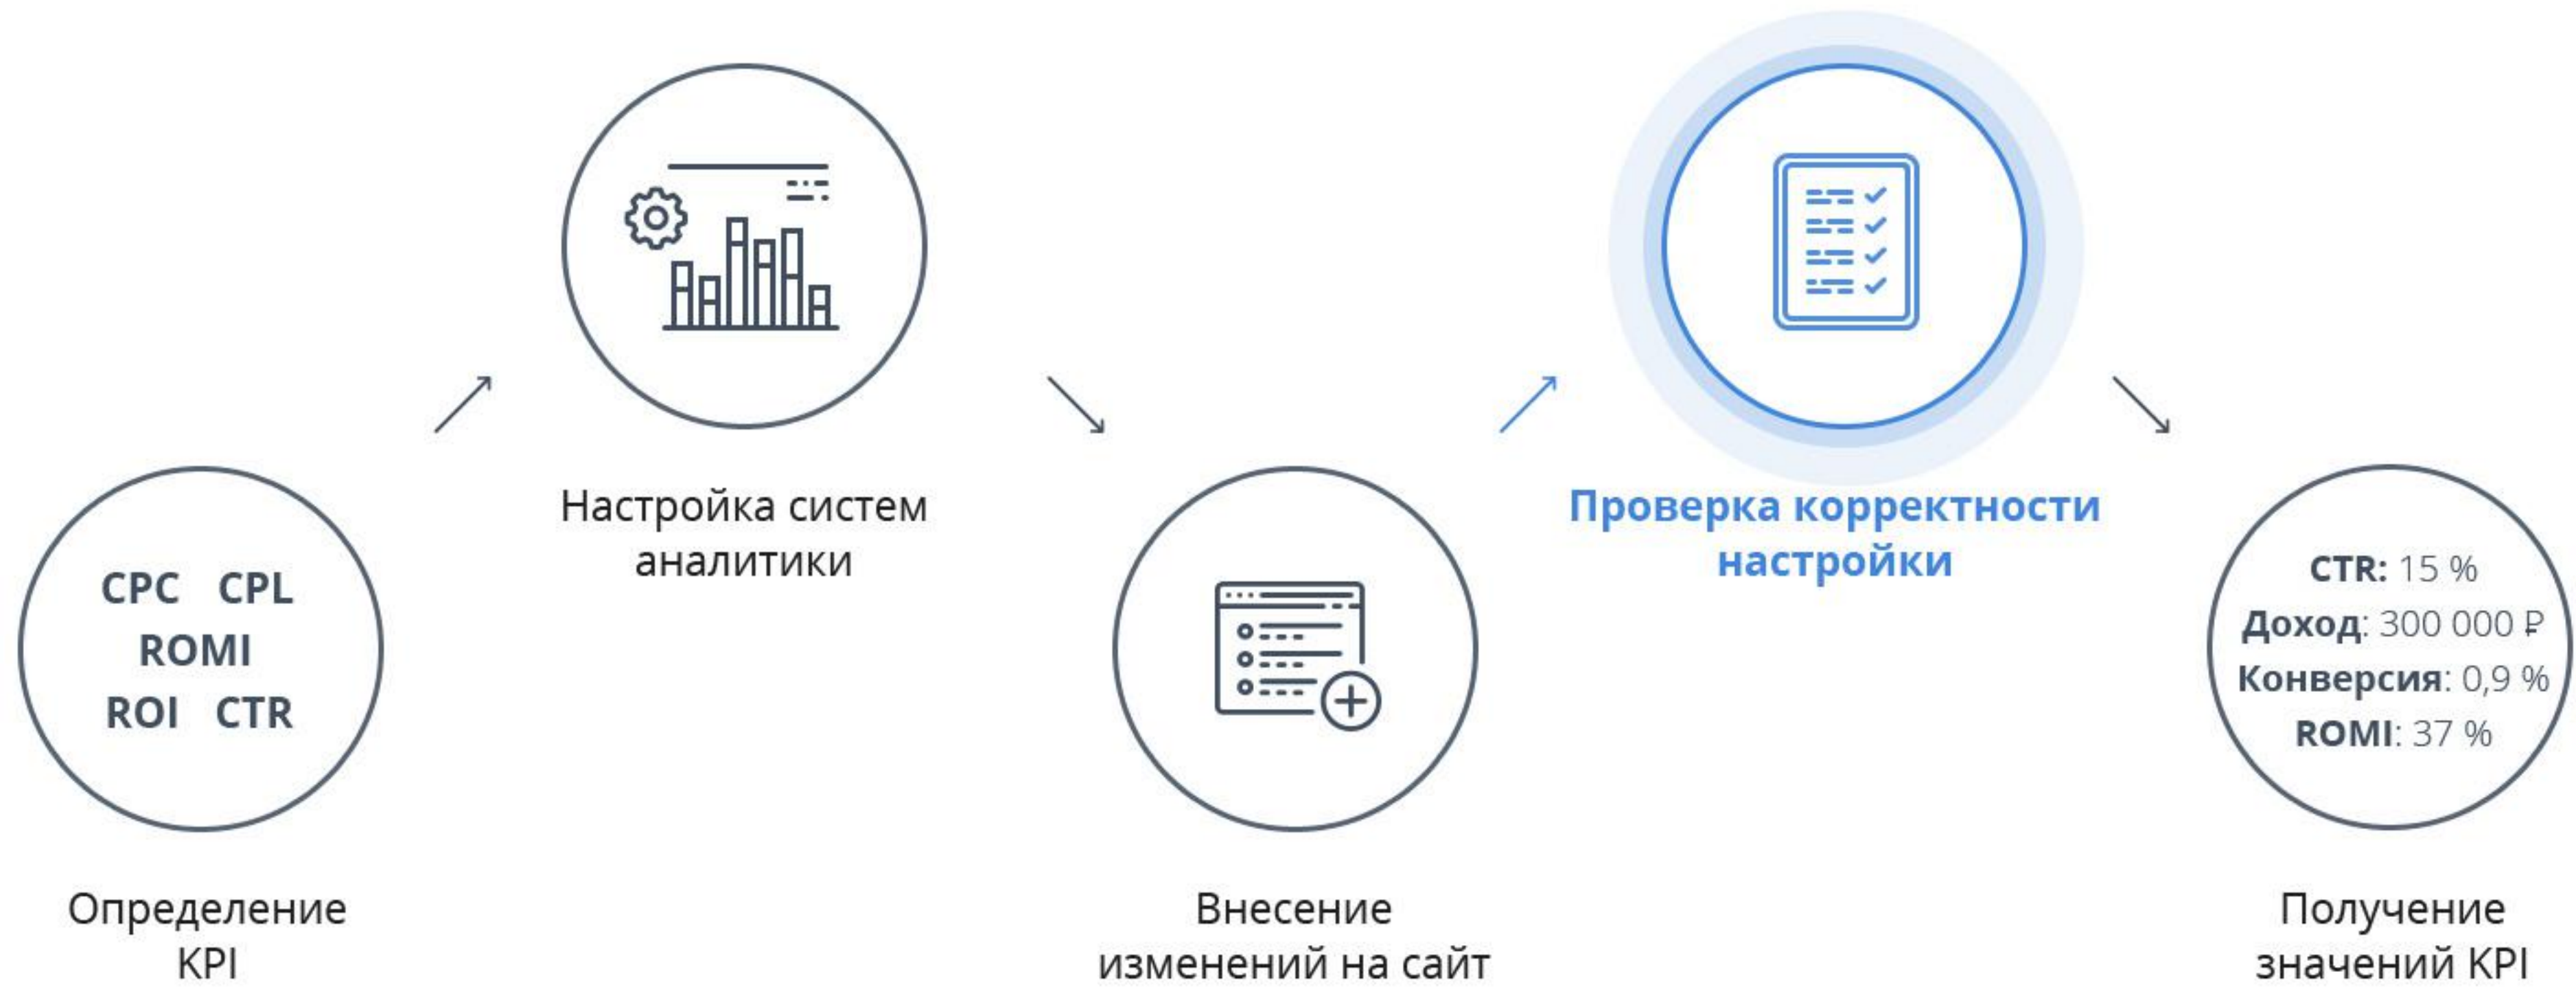 CPC CPL
ROMI
ROI CTR
Определение
KPI
Настройка систем
аналитики
Внесение
изменений на сайт
Проверка корректности
настройки
CTR: 15 %
Доход: 300 000 ₽
Конверсия: 0,9 %
ROMI: 37 %
Получение
значений KPI